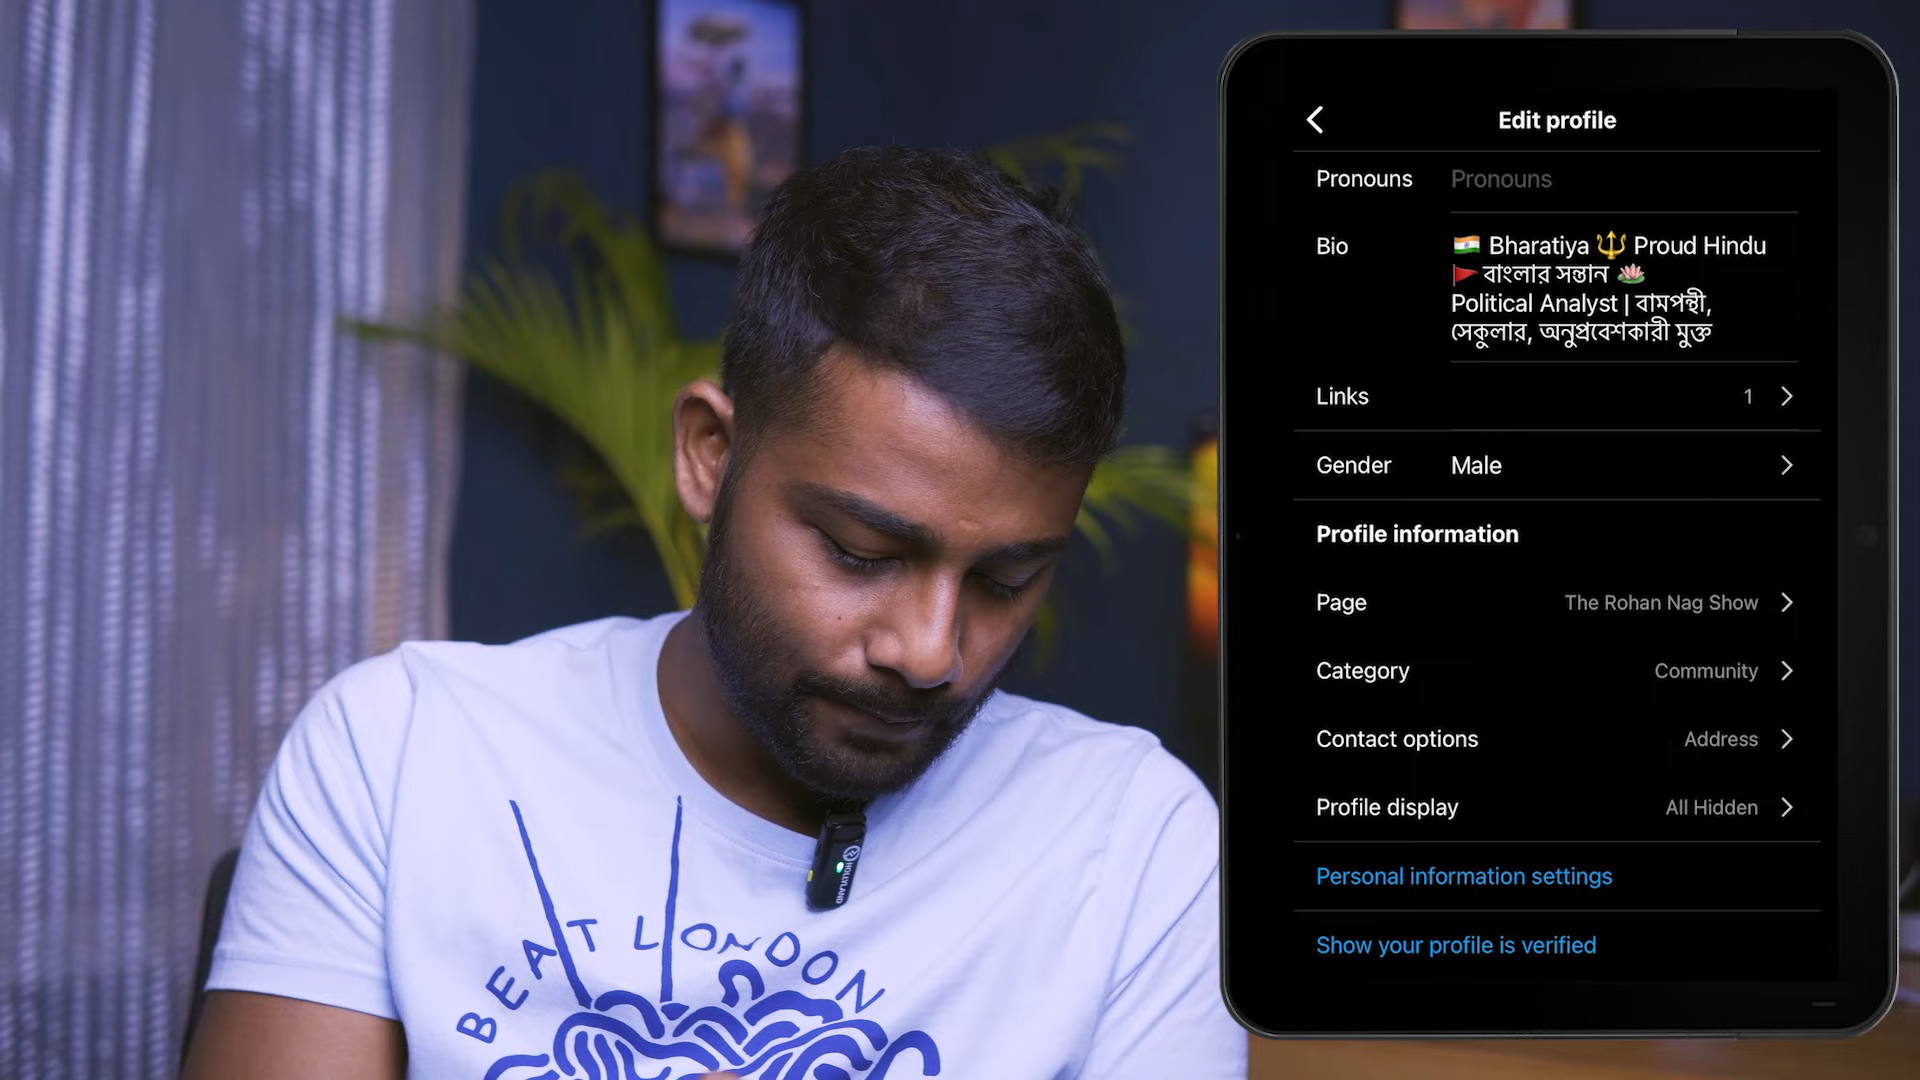 Edit profile
Pronouns Pronouns
Bio 🇮🇳 Bharatiya 🔱 Proud Hindu
🚩 বাংলার সন্তান 🪷
Political Analyst | বামপন্থী,
সেকুলার, অনুপ্রবেশকারী মুক্ত
Links 1
Gender Male
Profile information
Page The Rohan Nag Show
Category Community
Contact options Address
Profile display All Hidden
Personal information settings
Show your profile is verified
HOLLYLAND
BEAT LONDON